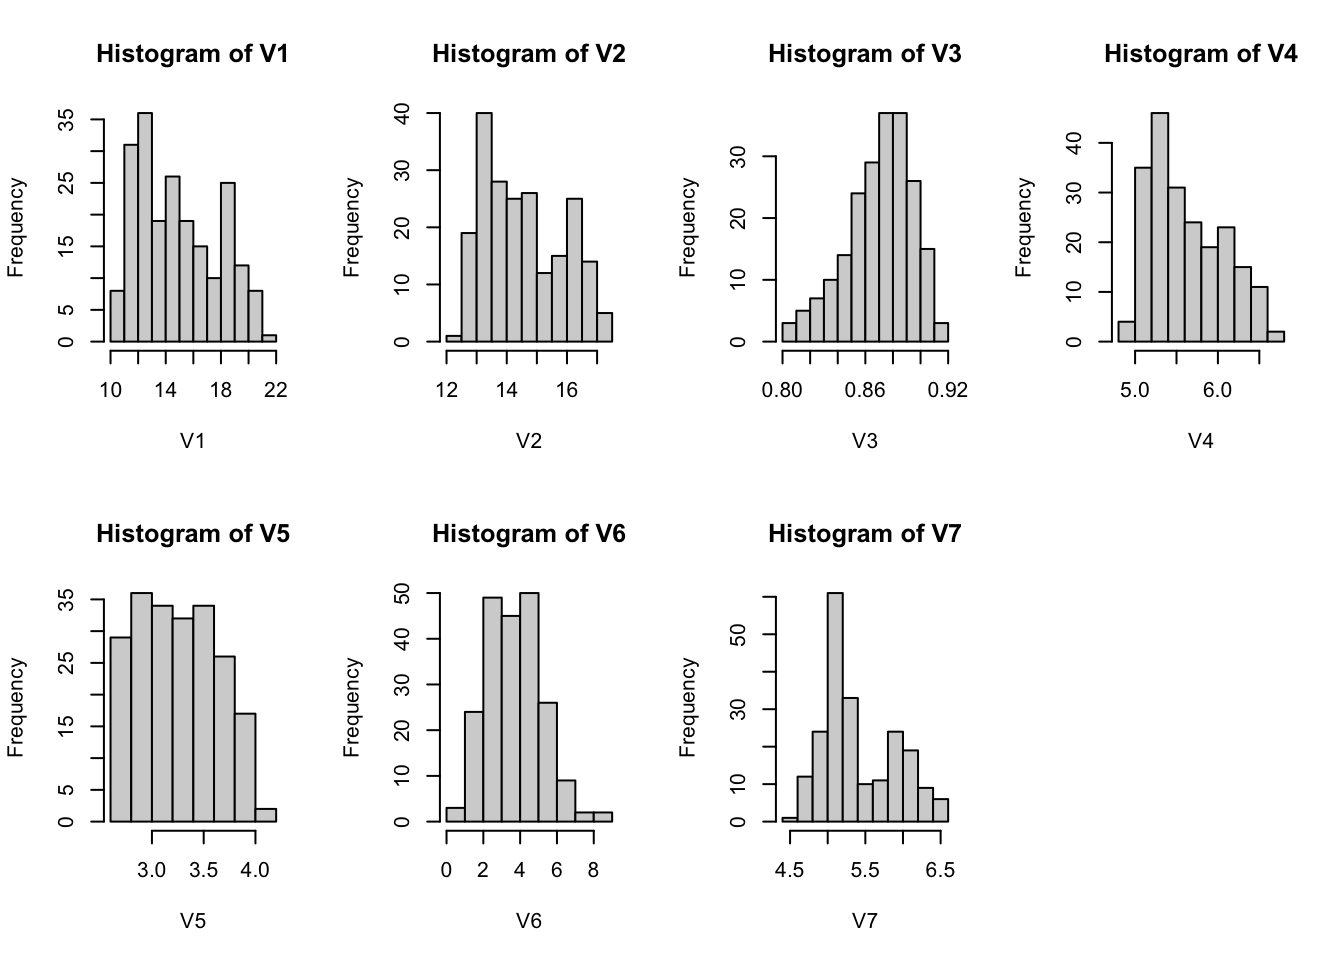 Histogram of V1
Frequency
35
25
15
5
0
10 14 18 22
V1
Histogram of V2
Frequency
40
30
20
10
0
12 14 16
V2
Histogram of V3
Frequency
30
20
10
0
0.80 0.86 0.92
V3
Histogram of V4
Frequency
40
30
20
10
0
5.0 6.0
V4
Histogram of V5
Frequency
35
25
15
5
0
3.0 3.5 4.0
V5
Histogram of V6
Frequency
50
40
30
20
10
0
0 2 4 6 8
V6
Histogram of V7
Frequency
50
30
10
0
4.5 5.5 6.5
V7